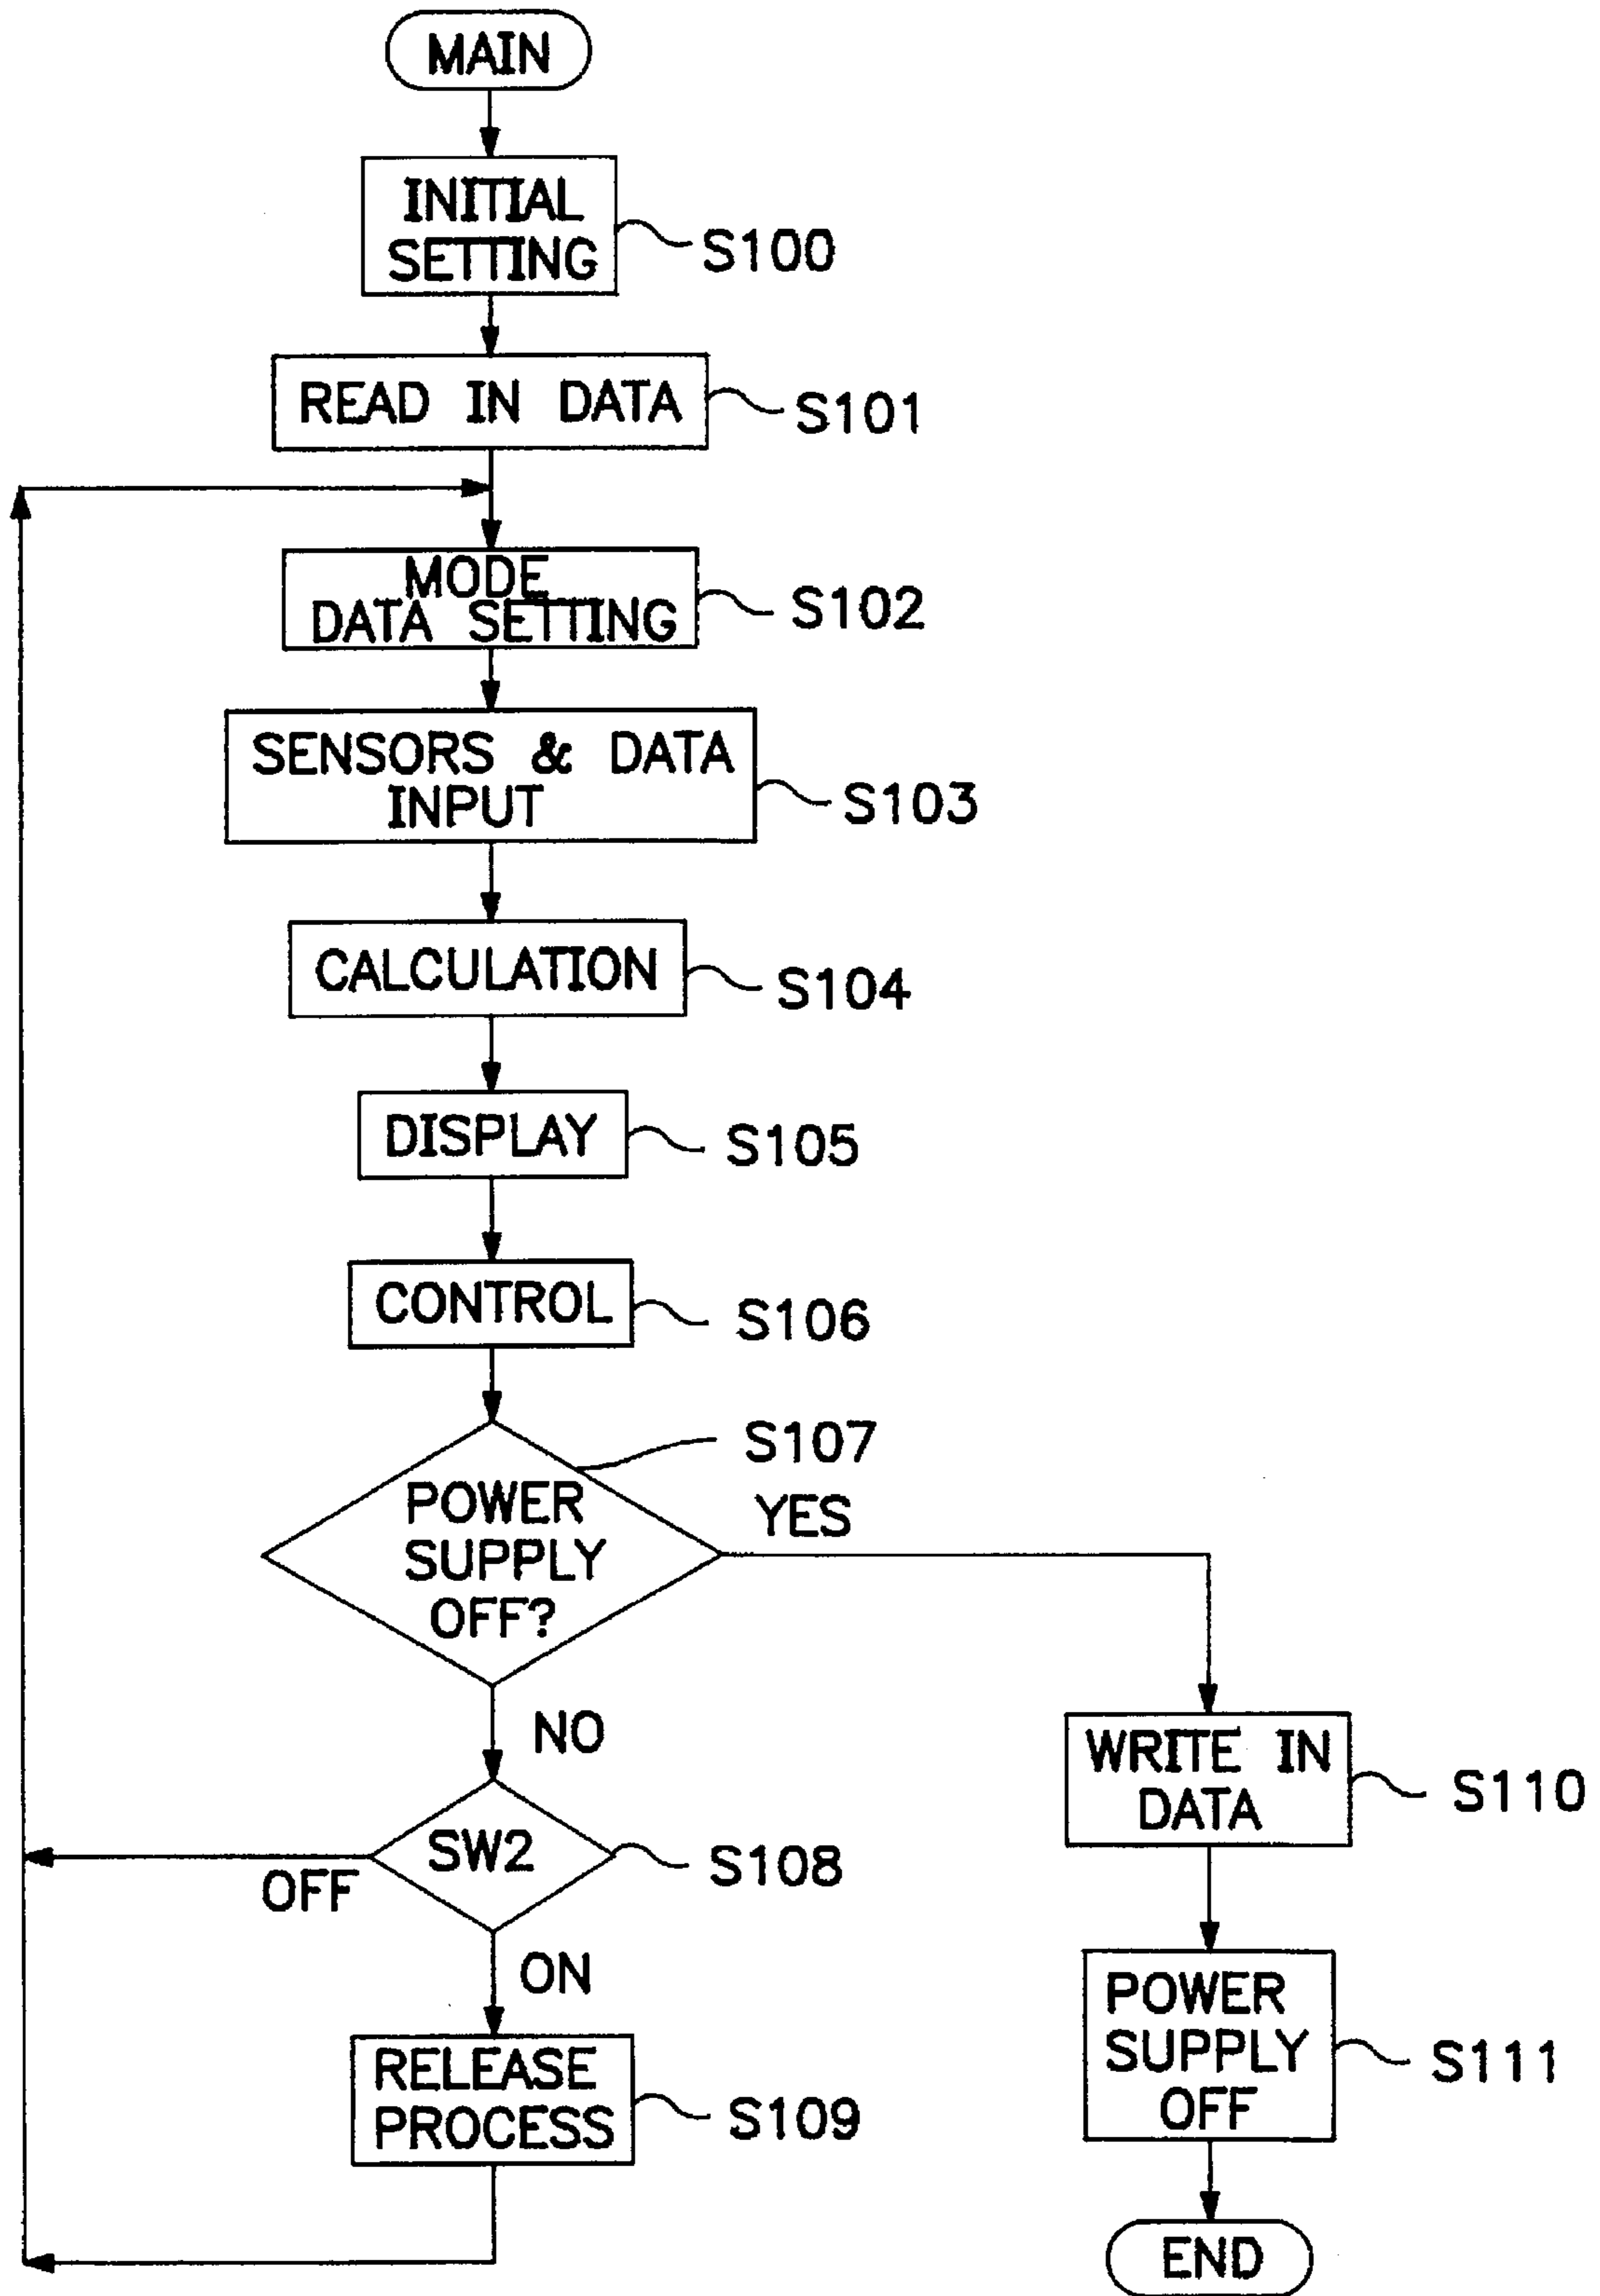 MAIN
INITIAL
SETTING
S100
READ IN DATA
S101
MODE
DATA SETTING
S102
SENSORS & DATA
INPUT
S103
CALCULATION
S104
DISPLAY
S105
CONTROL
S106
S107
POWER
SUPPLY
OFF?
YES
NO
SW2
S108
OFF
ON
RELEASE
PROCESS
S109
WRITE IN
DATA
S110
POWER
SUPPLY
OFF
S111
END